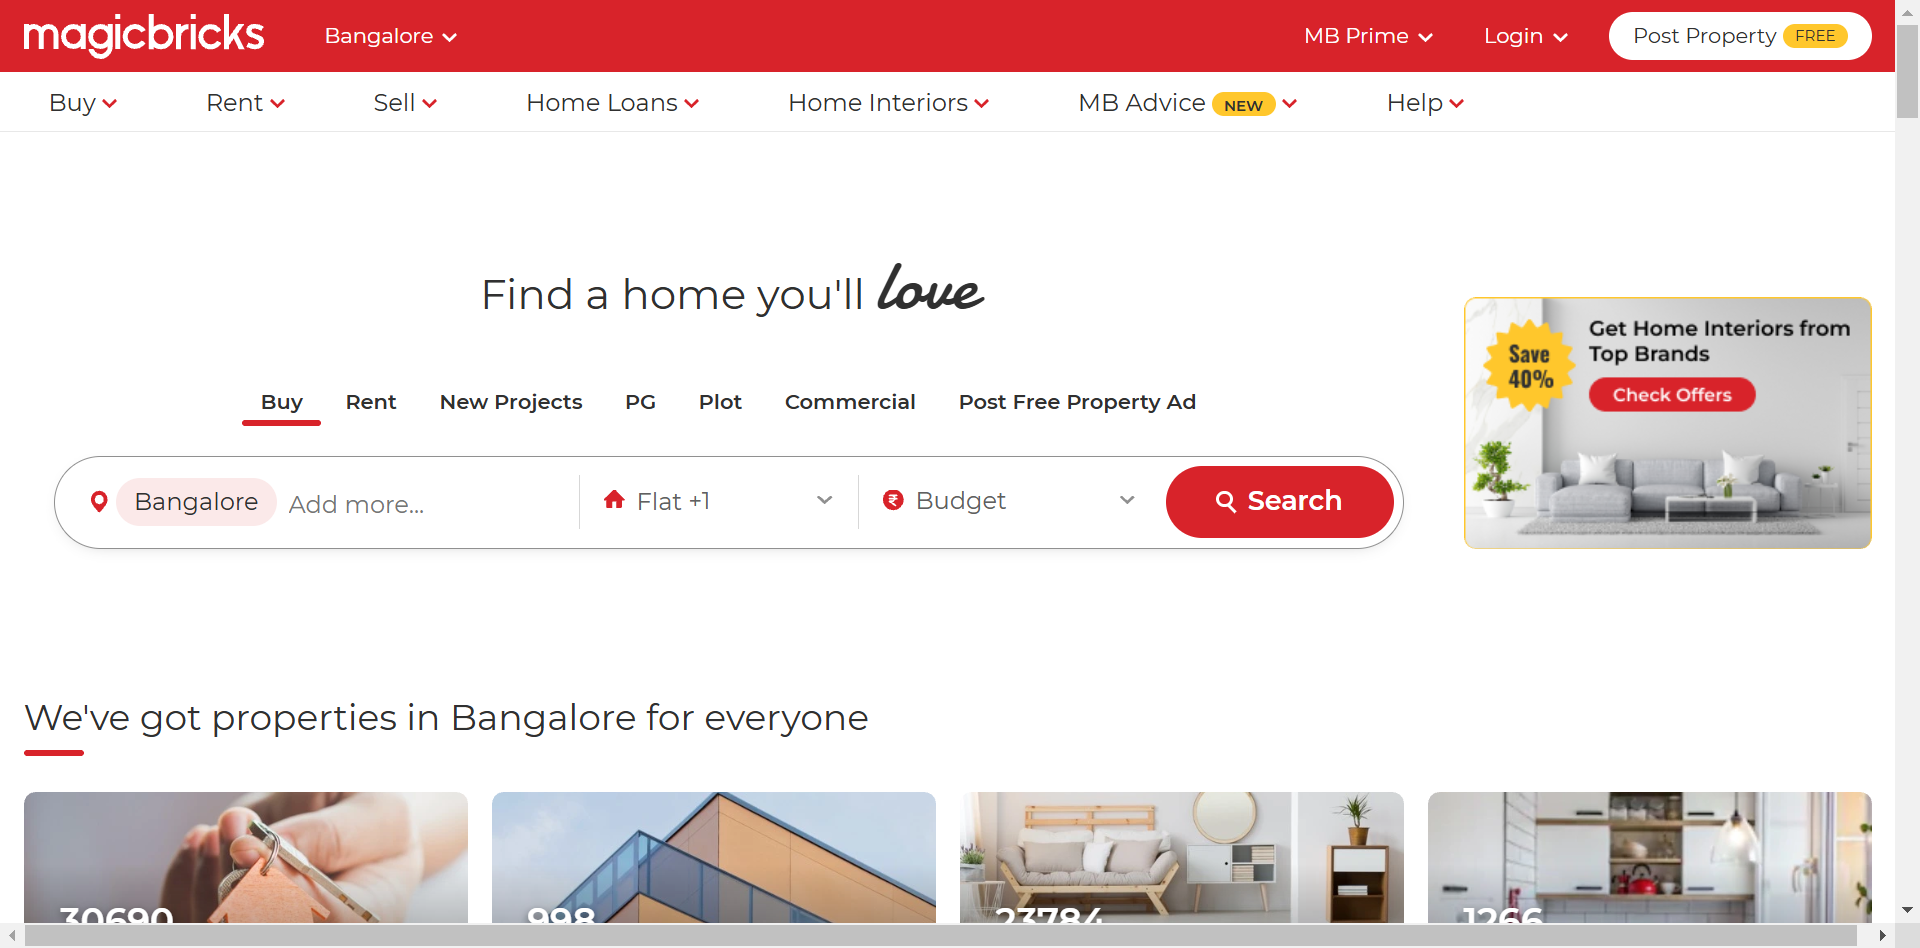 magicbricks
Bangalore
MB Prime
Login
Post Property FREE
Buy
Rent
Sell
Home Loans
Home Interiors
MB Advice NEW
Help
Find a home you'll love
Buy
Rent
New Projects
PG
Plot
Commercial
Post Free Property Ad
Bangalore
Add more...
Flat +1
Budget
Search
Save
40%
Get Home Interiors from
Top Brands
Check Offers
We've got properties in Bangalore for everyone
30690
998
23784
1266